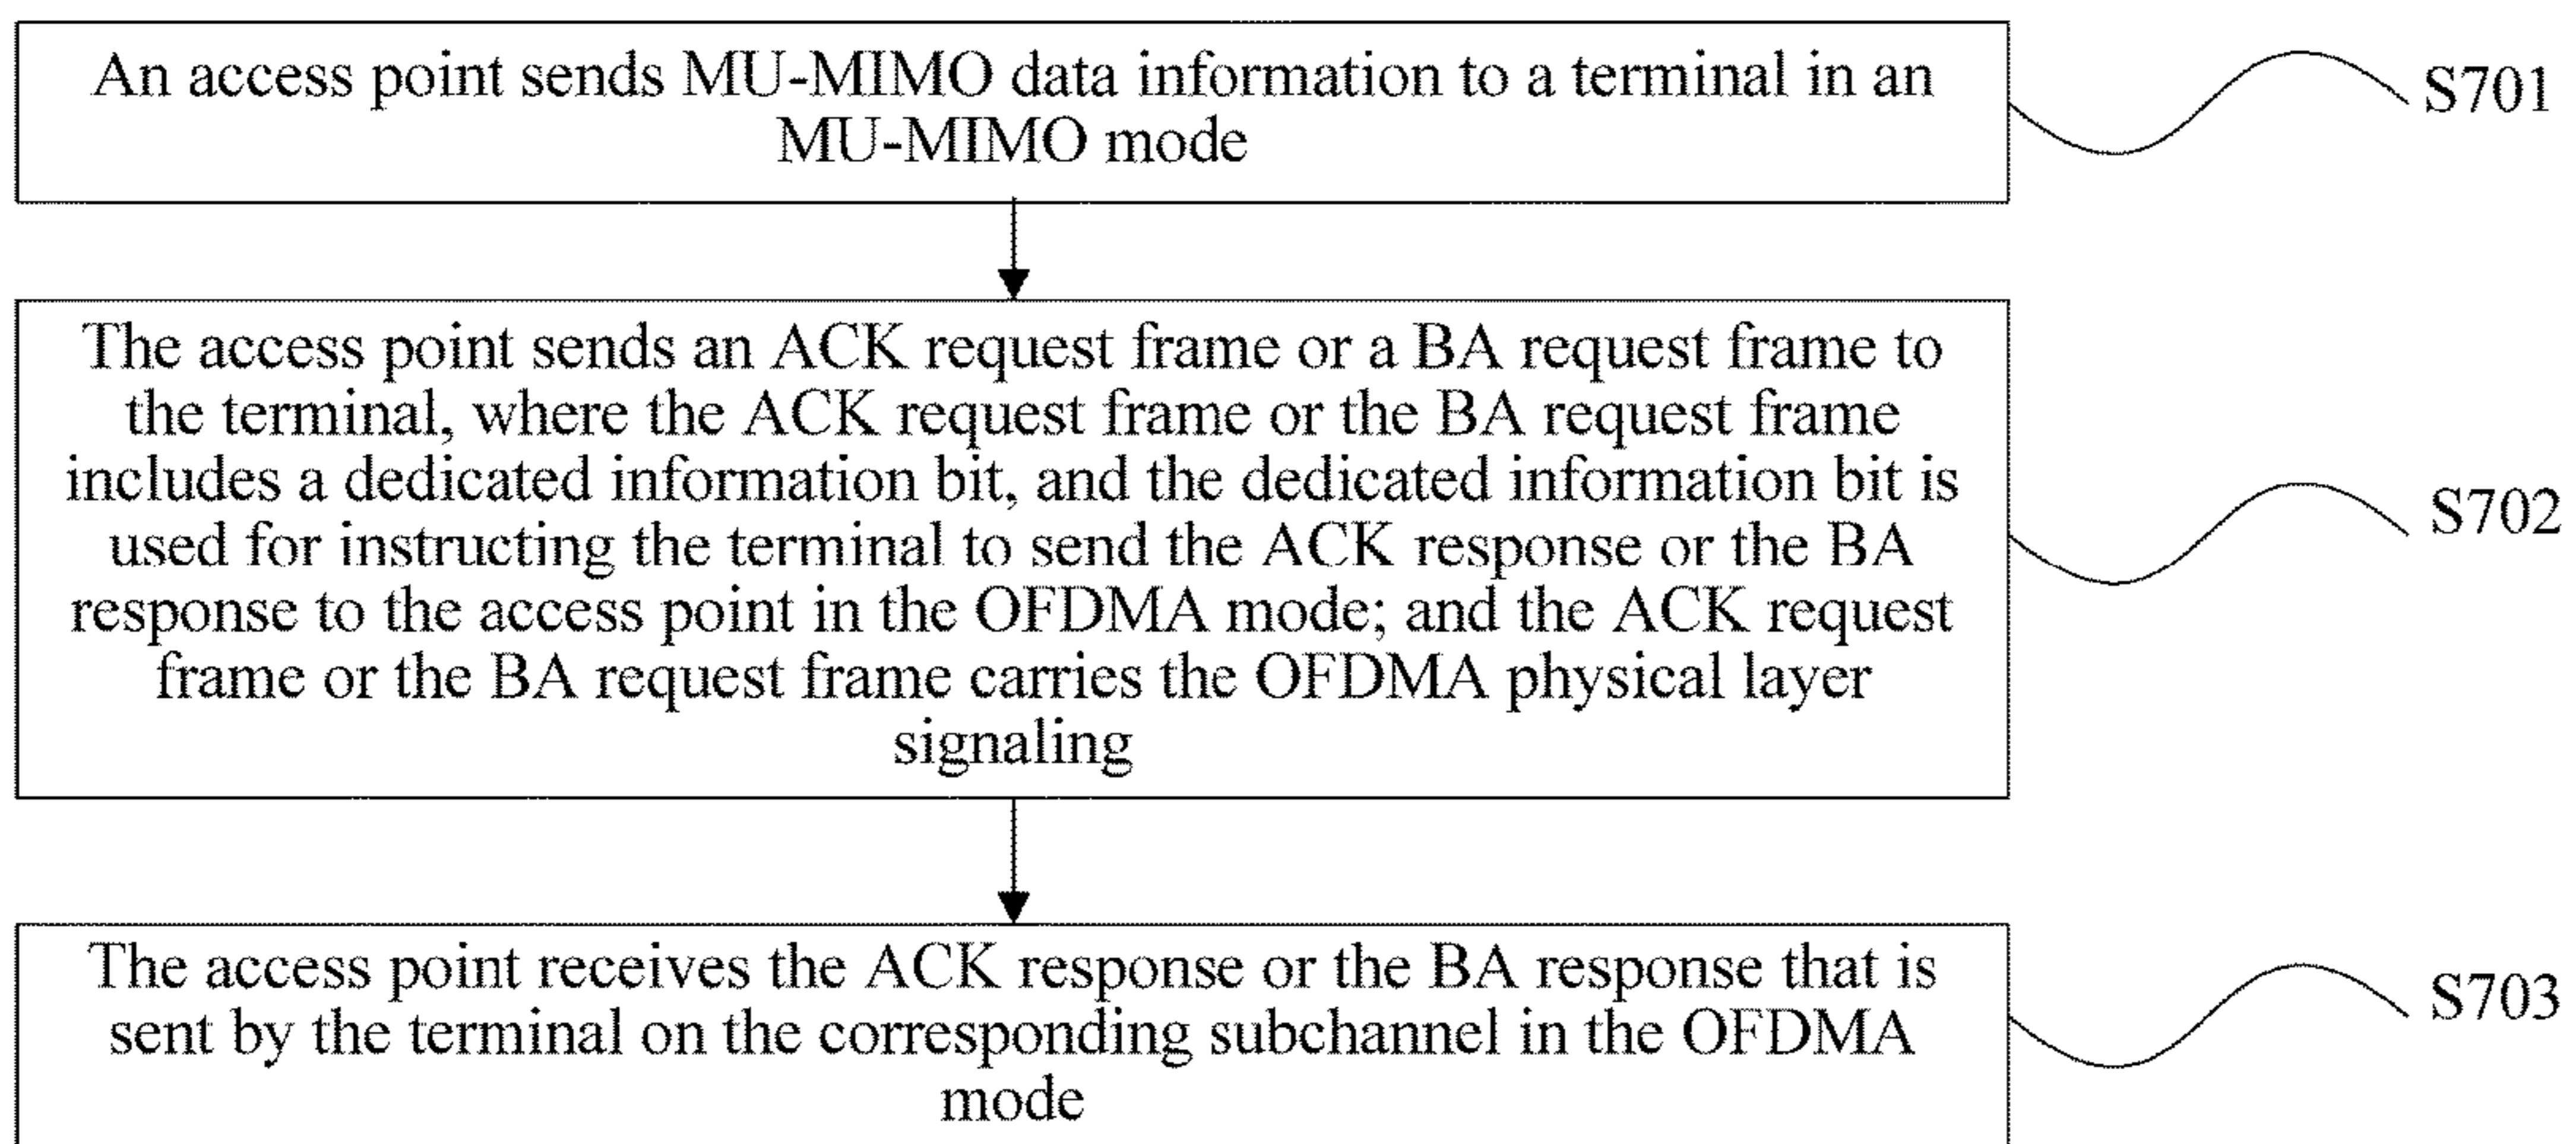 An access point sends MU-MIMO data information to a terminal in an
MU-MIMO mode
S701
The access point sends an ACK request frame or a BA request frame to
the terminal, where the ACK request frame or the BA request frame
includes a dedicated information bit, and the dedicated information bit is
used for instructing the terminal to send the ACK response or the BA
response to the access point in the OFDMA mode; and the ACK request
frame or the BA request frame carries the OFDMA physical layer
signaling
S702
The access point receives the ACK response or the BA response that is
sent by the terminal on the corresponding subchannel in the OFDMA
mode
S703